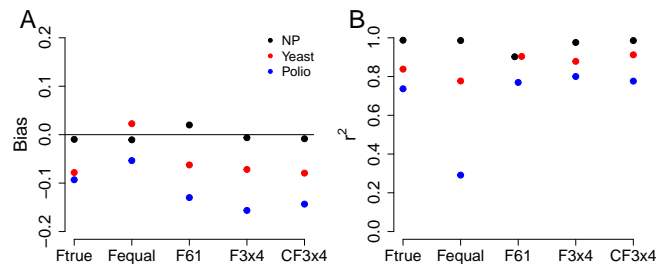 A
Bias
0.2
0.1
0.0
−0.1
−0.2
NP
Yeast
Polio
Ftrue Fequal F61 F3x4 CF3x4
B
r²
1.0
0.8
0.6
0.4
0.2
0.0
Ftrue Fequal F61 F3x4 CF3x4